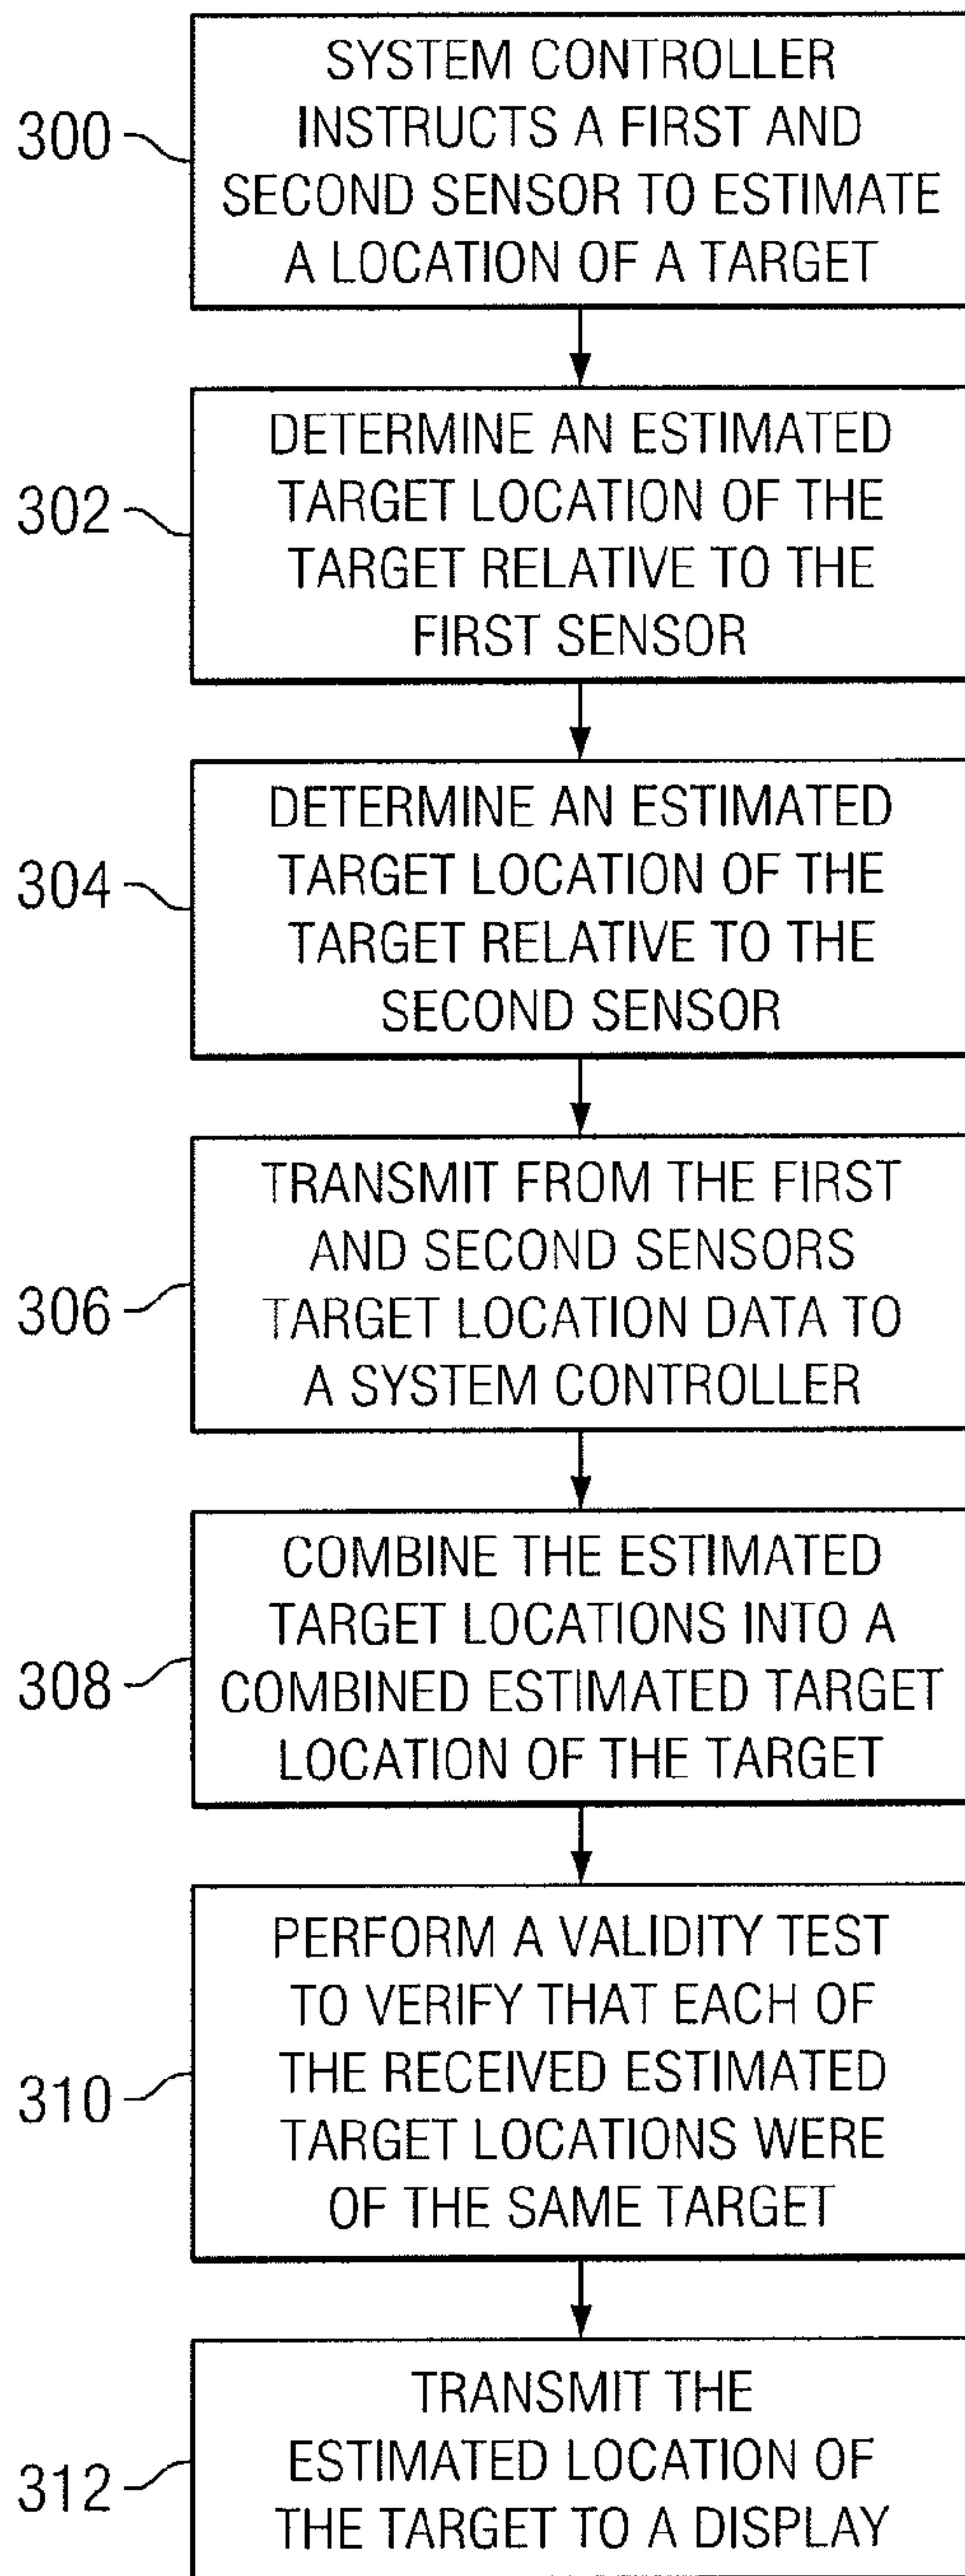 SYSTEM CONTROLLER
INSTRUCTS A FIRST AND
SECOND SENSOR TO ESTIMATE
A LOCATION OF A TARGET
300
DETERMINE AN ESTIMATED
TARGET LOCATION OF THE
TARGET RELATIVE TO THE
FIRST SENSOR
302
DETERMINE AN ESTIMATED
TARGET LOCATION OF THE
TARGET RELATIVE TO THE
SECOND SENSOR
304
TRANSMIT FROM THE FIRST
AND SECOND SENSORS
TARGET LOCATION DATA TO
A SYSTEM CONTROLLER
306
COMBINE THE ESTIMATED
TARGET LOCATIONS INTO A
COMBINED ESTIMATED TARGET
LOCATION OF THE TARGET
308
PERFORM A VALIDITY TEST
TO VERIFY THAT EACH OF
THE RECEIVED ESTIMATED
TARGET LOCATIONS WERE
OF THE SAME TARGET
310
TRANSMIT THE
ESTIMATED LOCATION OF
THE TARGET TO A DISPLAY
312